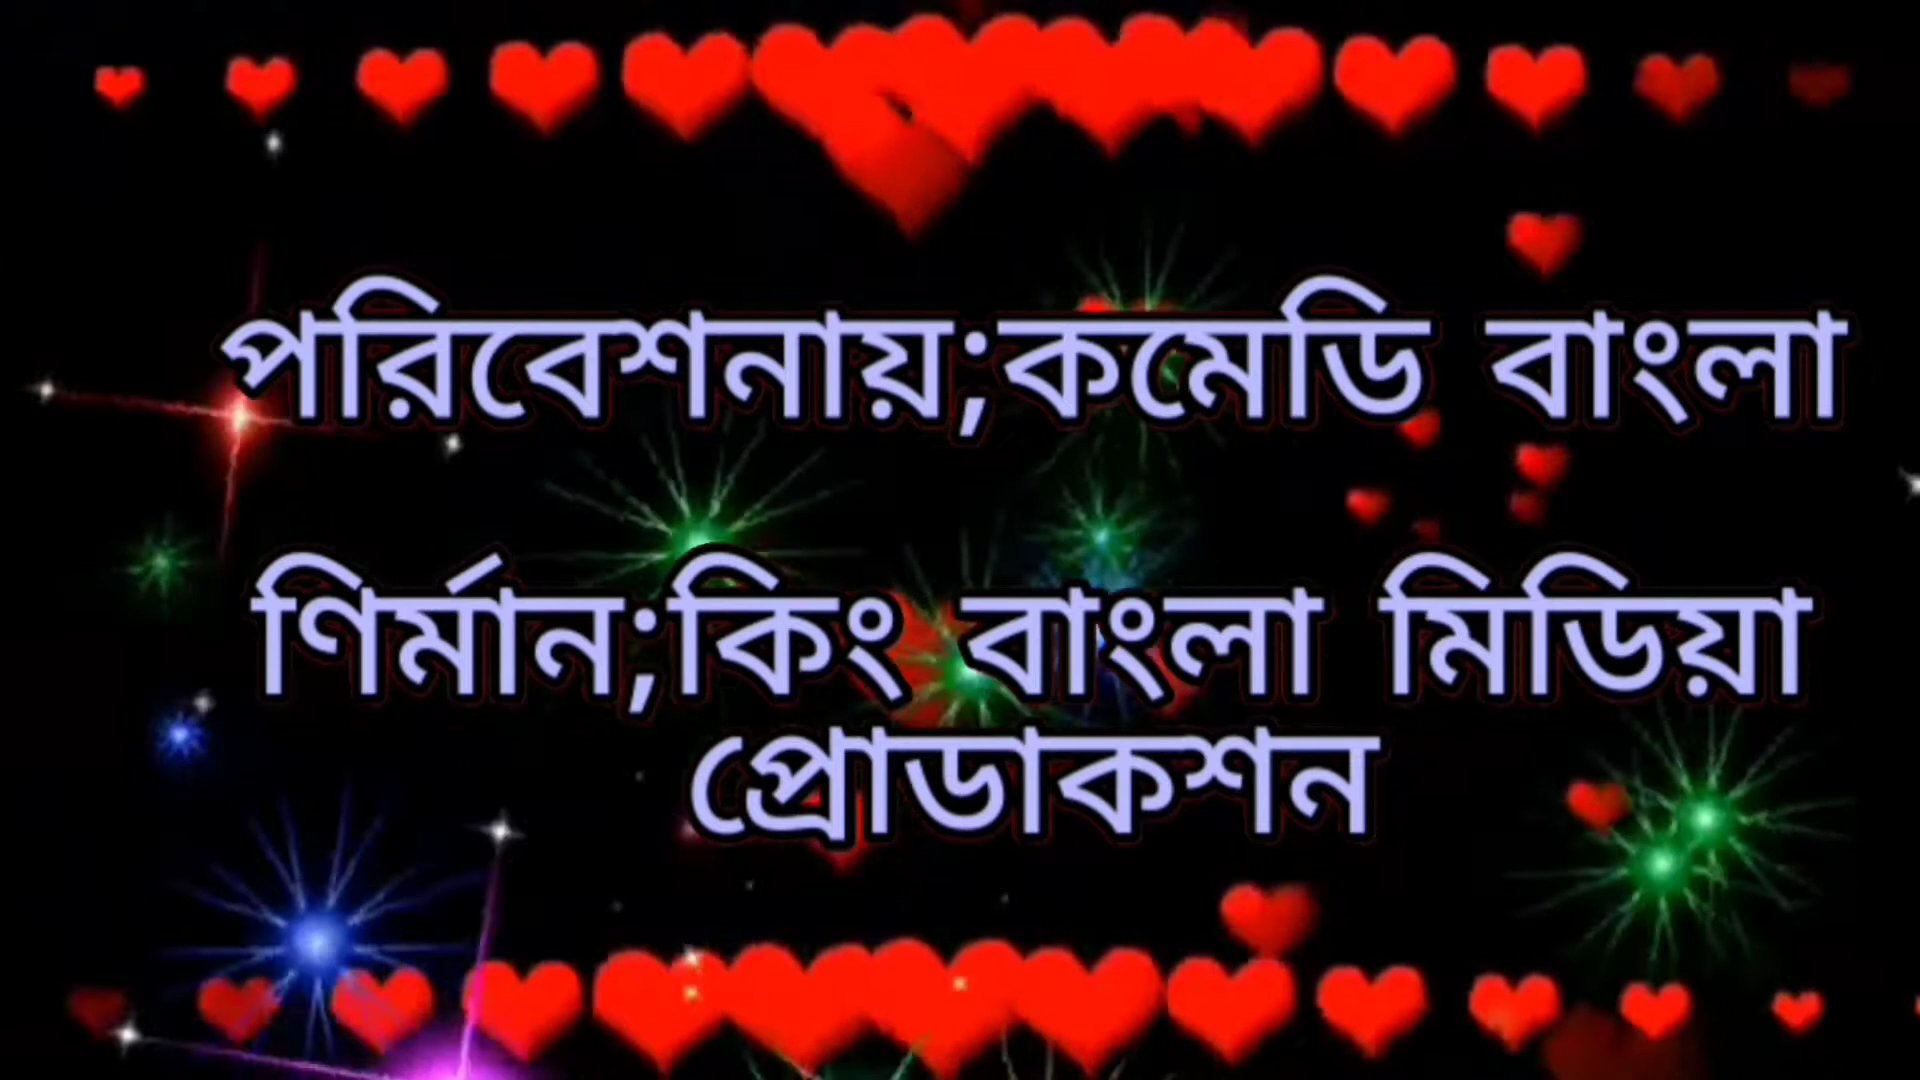 পরিবেশনায়;কমেডি বাংলা
ণির্মান;কিং বাংলা মিডিয়া
প্রোডাকশন